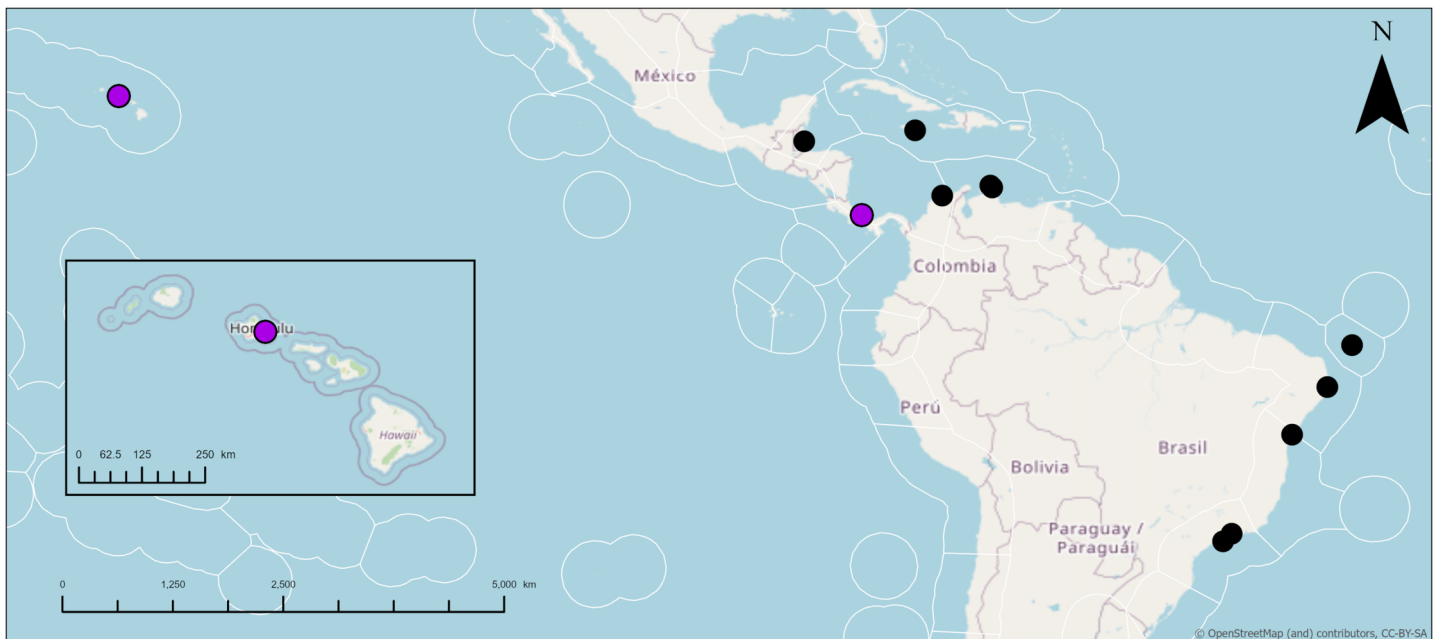 N
México
Colombia
Perú
Brasil
Bolivia
Paraguay /
Paraguái
Hawaii
0 62.5 125 250 km
0 1,250 2,500 5,000 km
© OpenStreetMap (and) contributors, CC-BY-SA